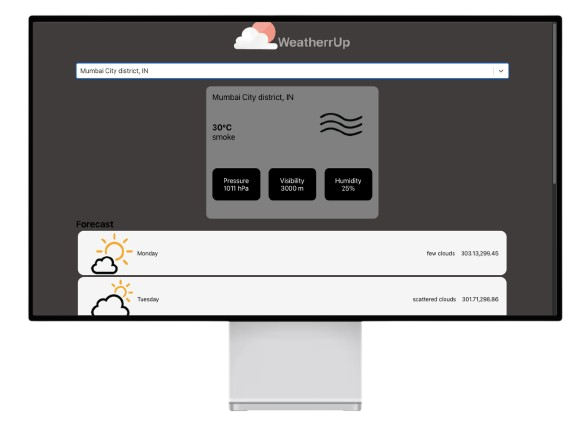 WeatherrUp
Mumbai City district, IN
Mumbai City district, IN
30°C
smoke
Pressure
1011 hPa
Visibility
3000 m
Humidity
25%
Forecast
Monday
few clouds 303.13,299.45
Tuesday
scattered clouds 301.71,298.86